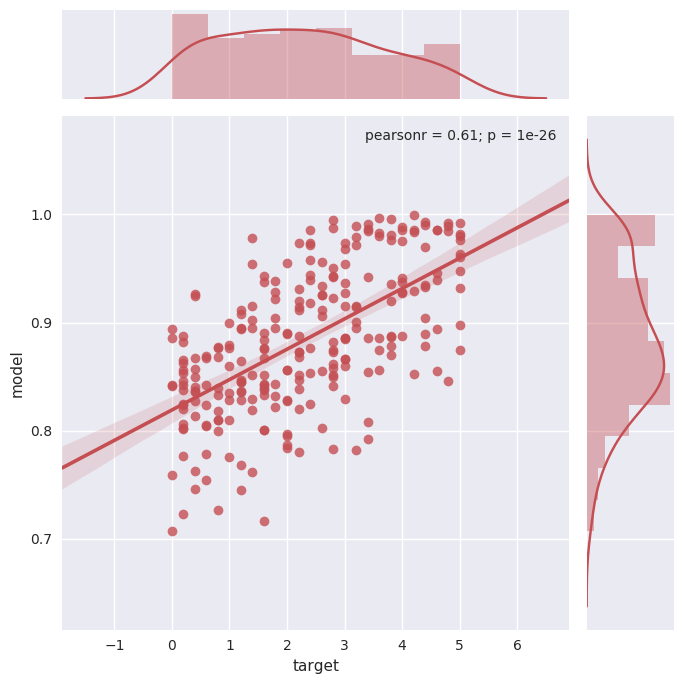 pearsonr = 0.61; p = 1e-26
1.0
0.9
0.8
0.7
model
−1 0 1 2 3 4 5 6
target